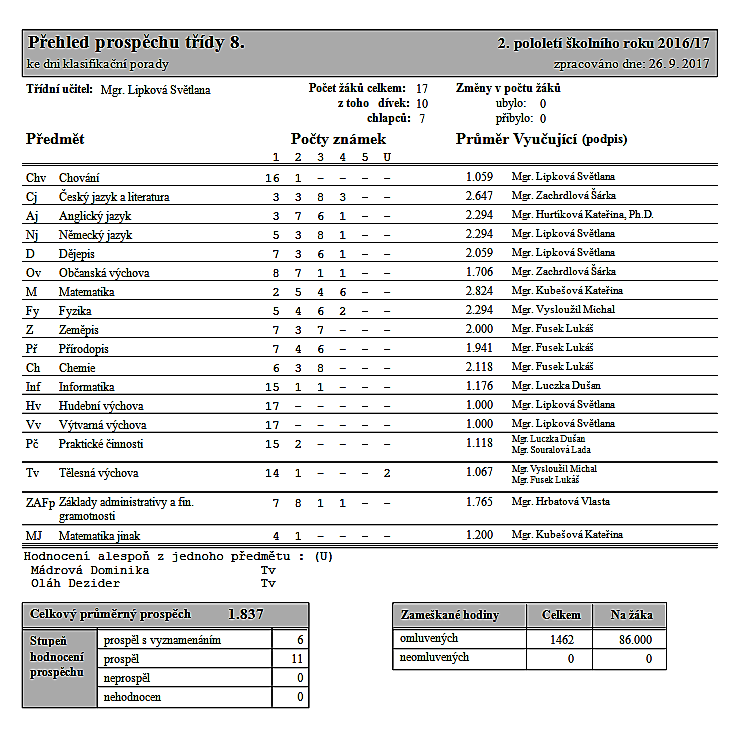 Přehled prospěchu třídy 8. 2. pololetí školního roku 2016/17
ke dni klasifikační porady zpracováno dne: 26. 9. 2017
Třídní učitel: Mgr. Lipková Světlana Počet žáků celkem: 17 Změny v počtu žáků
z toho dívek: 10 ubylo: 0
chlapců: 7 přibylo: 0
Předmět Počty známek Průměr Vyučující (podpis)
1 2 3 4 5 U
Chv Chování 16 1 – – – – 1.059 Mgr. Lipková Světlana
Cj Český jazyk a literatura 3 3 8 3 – – 2.647 Mgr. Zachrdlová Šárka
Aj Anglický jazyk 3 7 6 1 – – 2.294 Mgr. Hurtíková Kateřina, Ph.D.
Nj Německý jazyk 5 3 8 1 – – 2.294 Mgr. Lipková Světlana
D Dějepis 7 3 6 1 – – 2.059 Mgr. Lipková Světlana
Ov Občanská výchova 8 7 1 1 – – 1.706 Mgr. Zachrdlová Šárka
M Matematika 2 5 4 6 – – 2.824 Mgr. Kubešová Kateřina
Fy Fyzika 5 4 6 2 – – 2.294 Mgr. Vysloužil Michal
Z Zeměpis 7 3 7 – – – 2.000 Mgr. Fusek Lukáš
Př Přírodopis 7 4 6 – – – 1.941 Mgr. Fusek Lukáš
Ch Chemie 6 3 8 – – – 2.118 Mgr. Fusek Lukáš
Inf Informatika 15 1 1 – – – 1.176 Mgr. Luczka Dušan
Hv Hudební výchova 17 – – – – – 1.000 Mgr. Lipková Světlana
Vv Výtvarná výchova 17 – – – – – 1.000 Mgr. Lipková Světlana
Pč Praktické činnosti 15 2 – – – – 1.118 Mgr. Luczka Dušan
Mgr. Souralová Lada
Tv Tělesná výchova 14 1 – – – 2 1.067 Mgr. Vysloužil Michal
Mgr. Fusek Lukáš
ZAFp Základy administrativy a fin. 7 8 1 1 – – 1.765 Mgr. Hrbatová Vlasta
gramotnosti
MJ Matematika jinak 4 1 – – – – 1.200 Mgr. Kubešová Kateřina
Hodnocení alespoň z jednoho předmětu : (U)
Mádrová Dominika Tv
Oláh Dezider Tv
Celkový průměrný prospěch 1.837 Zameškané hodiny Celkem Na žáka
Stupeň hodnocení prospěchu prospěl s vyznamenáním 6 omluvených 1462 86.000
prospěl 11 neomluvených 0 0
neprospěl 0
nehodnocen 0